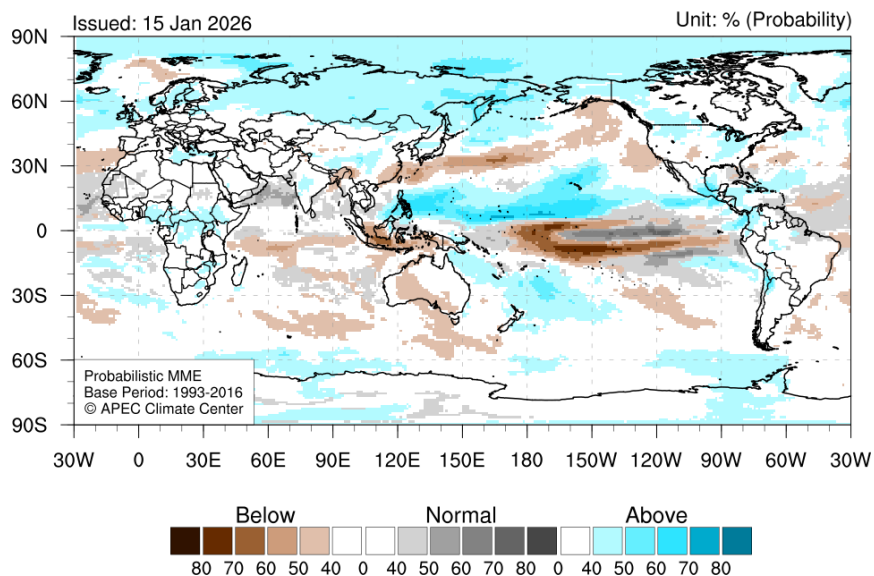 Issued: 15 Jan 2026
Unit: % (Probability)
90N
60N
30N
0
30S
60S
90S
Probabilistic MME
Base Period: 1993-2016
© APEC Climate Center
30W 0 30E 60E 90E 120E 150E 180 150W 120W 90W 60W 30W
Below Normal Above
80 70 60 50 40 0 40 50 60 70 80 0 40 50 60 70 80